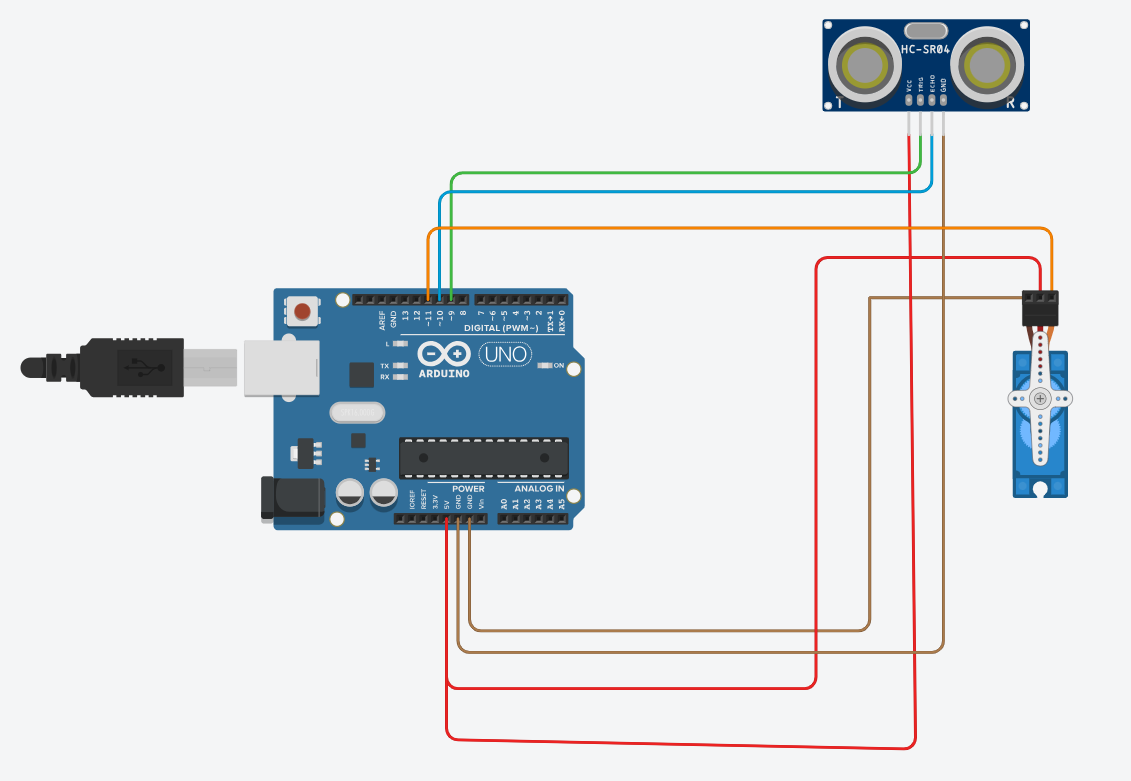 HC-SR04
VCC
TRIG
ECHO
GND
T
R
AREF
GND
13
12
~11
~10
~9
8
7
~6
~5
4
~3
2
TX→1
RX←0
DIGITAL (PWM~)
L
TX
RX
ARDUINO
UNO
ON
POWER
ANALOG IN
IOREF
RESET
3.3V
5V
GND
GND
Vin
A0
A1
A2
A3
A4
A5